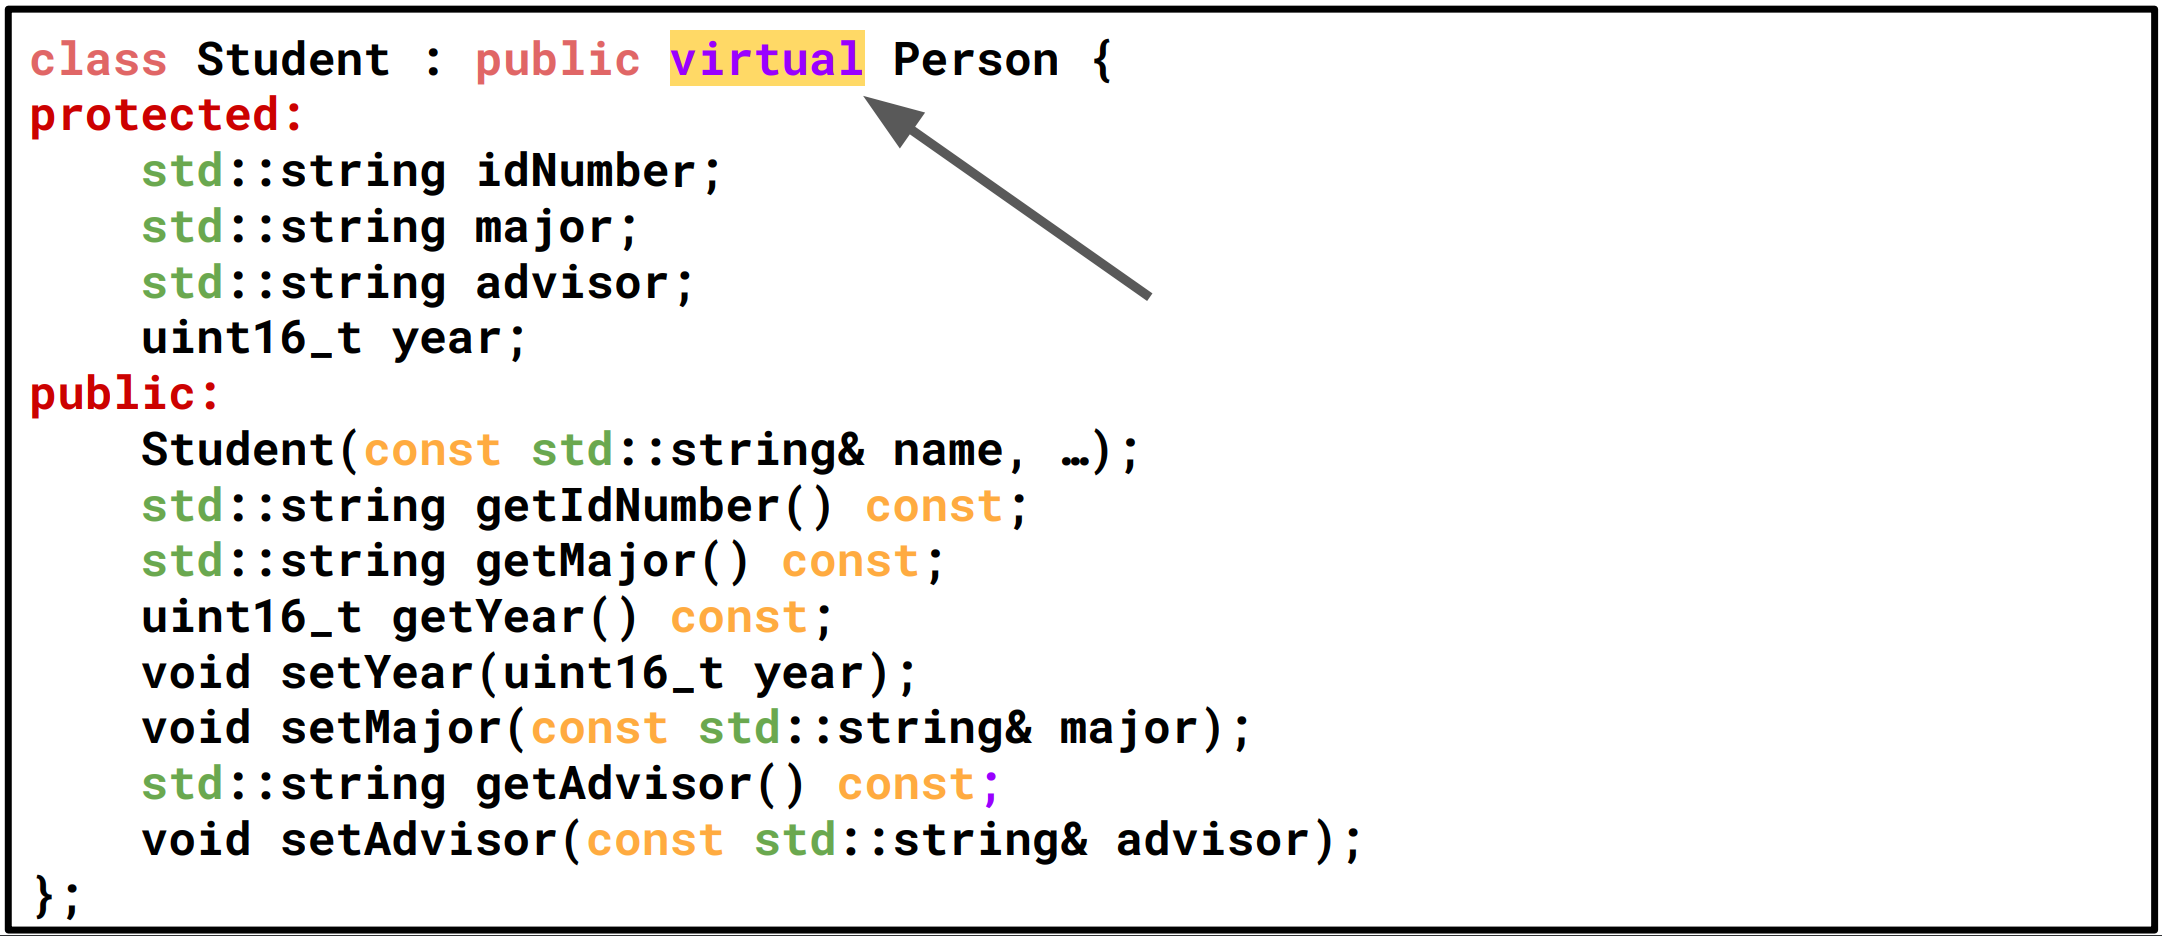 class Student : public virtual Person {
protected:
    std::string idNumber;
    std::string major;
    std::string advisor;
    uint16_t year;
public:
    Student(const std::string& name, …);
    std::string getIdNumber() const;
    std::string getMajor() const;
    uint16_t getYear() const;
    void setYear(uint16_t year);
    void setMajor(const std::string& major);
    std::string getAdvisor() const;
    void setAdvisor(const std::string& advisor);
};